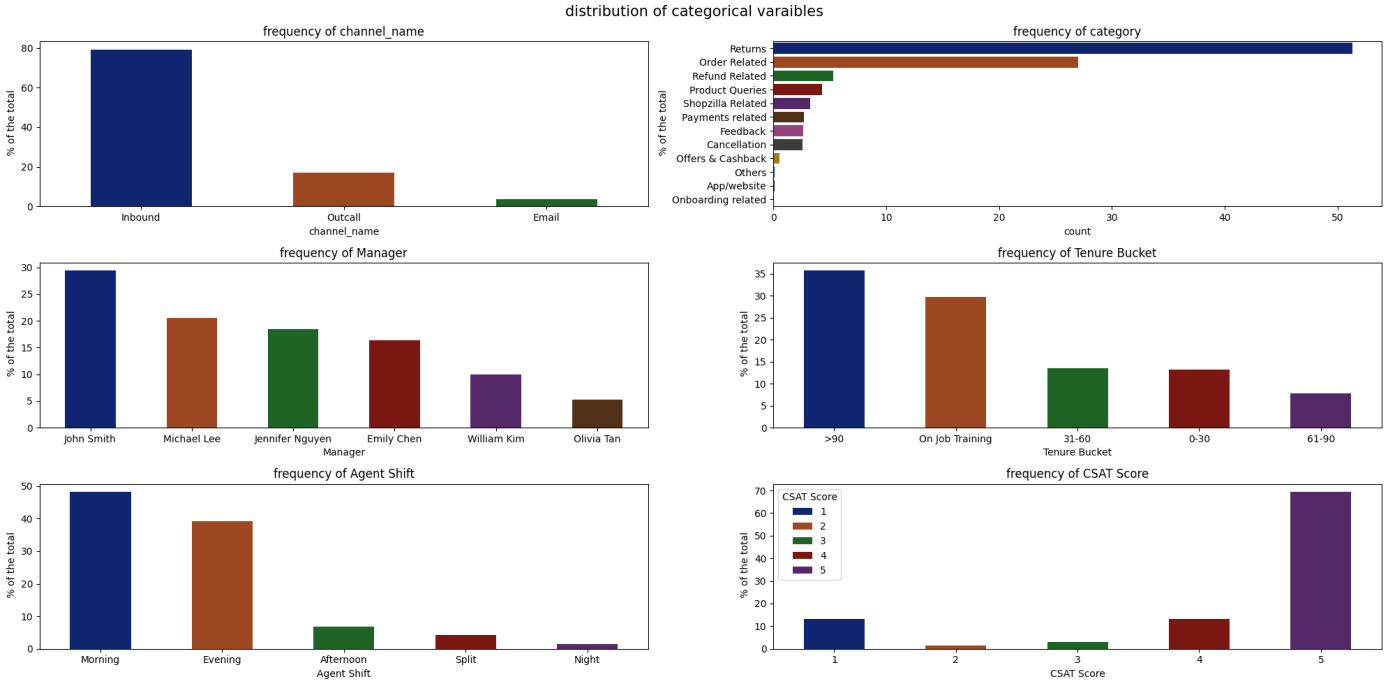 distribution of categorical varaibles
frequency of channel_name
% of the total
80
60
40
20
0
Inbound
Outcall
Email
channel_name
frequency of category
% of the total
Returns
Order Related
Refund Related
Product Queries
Shopzilla Related
Payments related
Feedback
Cancellation
Offers & Cashback
Others
App/website
Onboarding related
0
10
20
30
40
50
count
frequency of Manager
% of the total
30
25
20
15
10
5
0
John Smith
Michael Lee
Jennifer Nguyen
Emily Chen
William Kim
Olivia Tan
Manager
frequency of Tenure Bucket
% of the total
35
30
25
20
15
10
5
0
>90
On Job Training
31-60
0-30
61-90
Tenure Bucket
frequency of Agent Shift
% of the total
50
40
30
20
10
0
Morning
Evening
Afternoon
Split
Night
Agent Shift
frequency of CSAT Score
% of the total
70
60
50
40
30
20
10
0
CSAT Score
1
2
3
4
5
1
2
3
4
5
CSAT Score